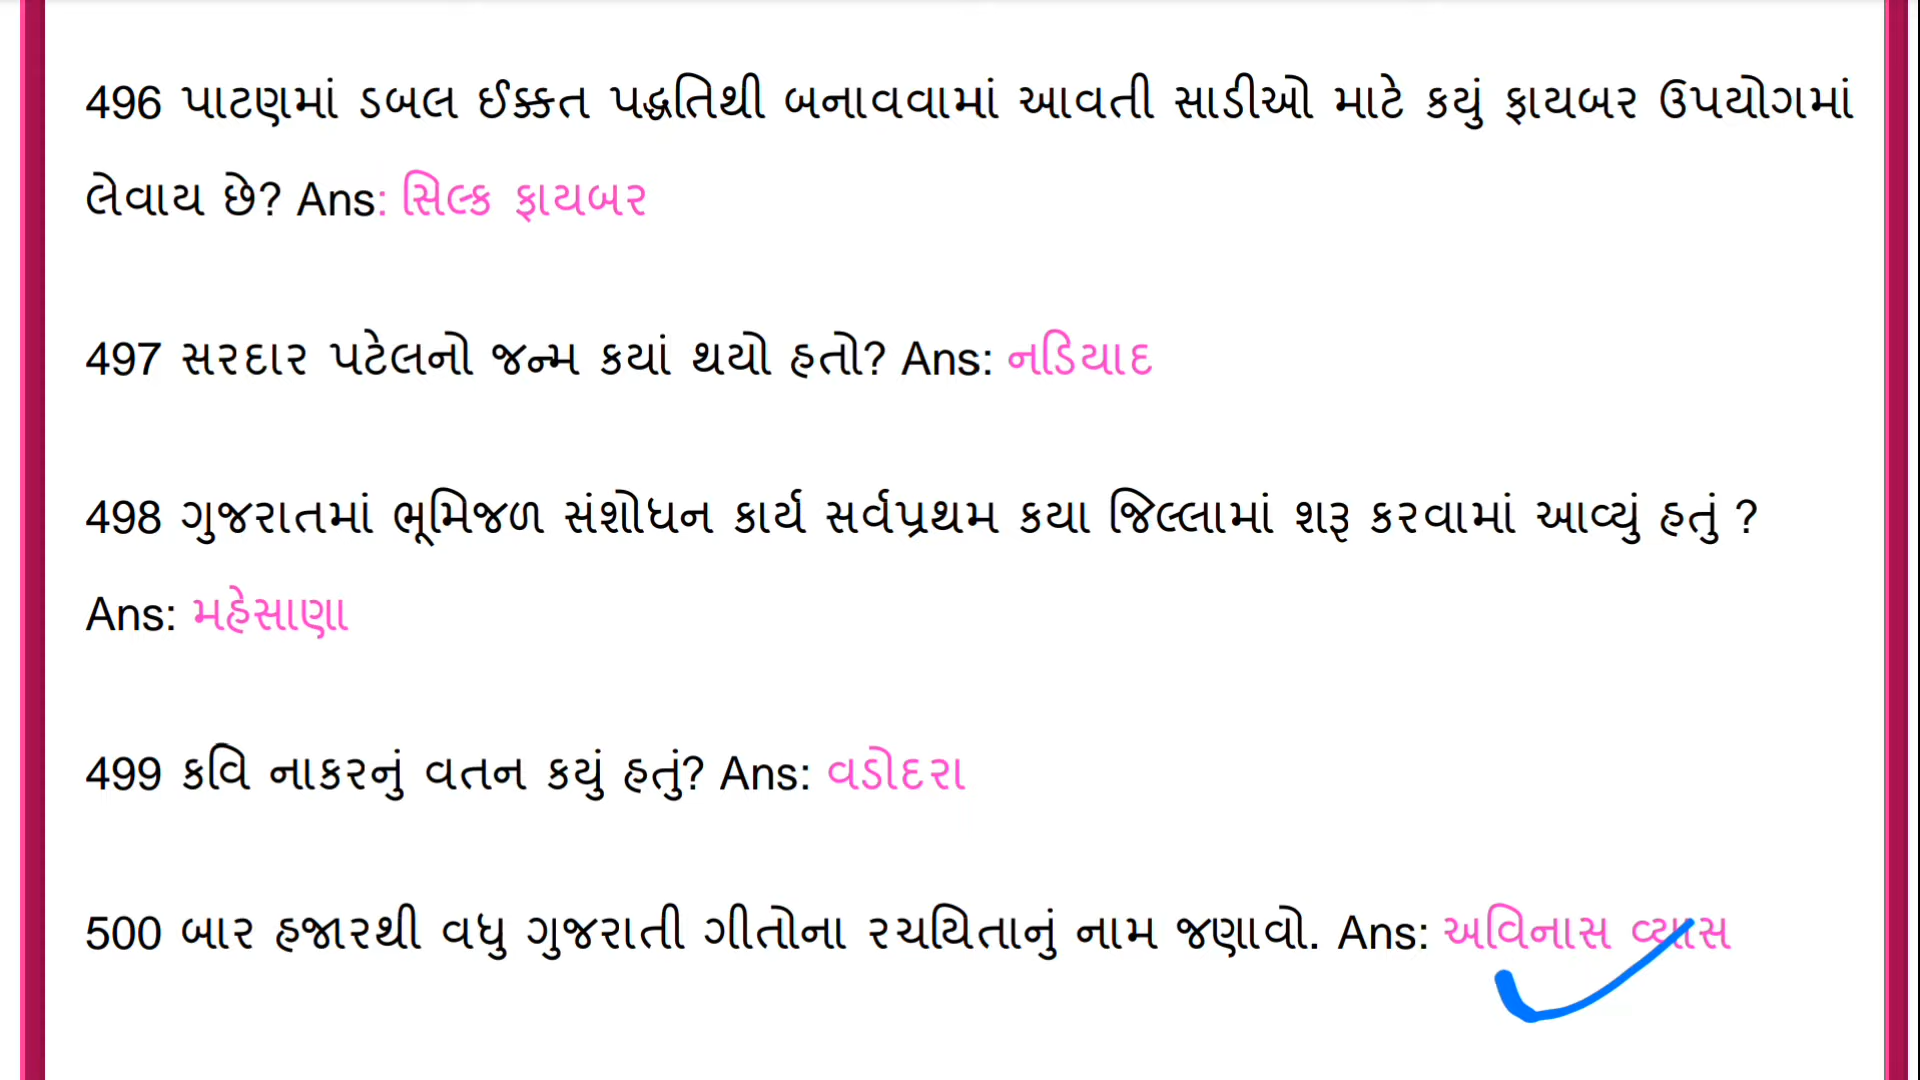 496 પાટણમાં ડબલ ઈક્કત પદ્ધતિથી બનાવવામાં આવતી સાડીઓ માટે કયું ફાયબર ઉપયોગમાં
લેવાય છે? Ans: સિલ્ક ફાયબર
497 સરદાર પટેલનો જન્મ કયાં થયો હતો? Ans: નડિયાદ
498 ગુજરાતમાં ભૂમિજળ સંશોધન કાર્ય સર્વપ્રથમ કયા જિલ્લામાં શરૂ કરવામાં આવ્યું હતું ?
Ans: મહેસાણા
499 કવિ નાકરનું વતન કયું હતું? Ans: વડોદરા
500 બાર હજારથી વધુ ગુજરાતી ગીતોના રચયિતાનું નામ જણાવો. Ans: અવિનાસ વ્યાસ